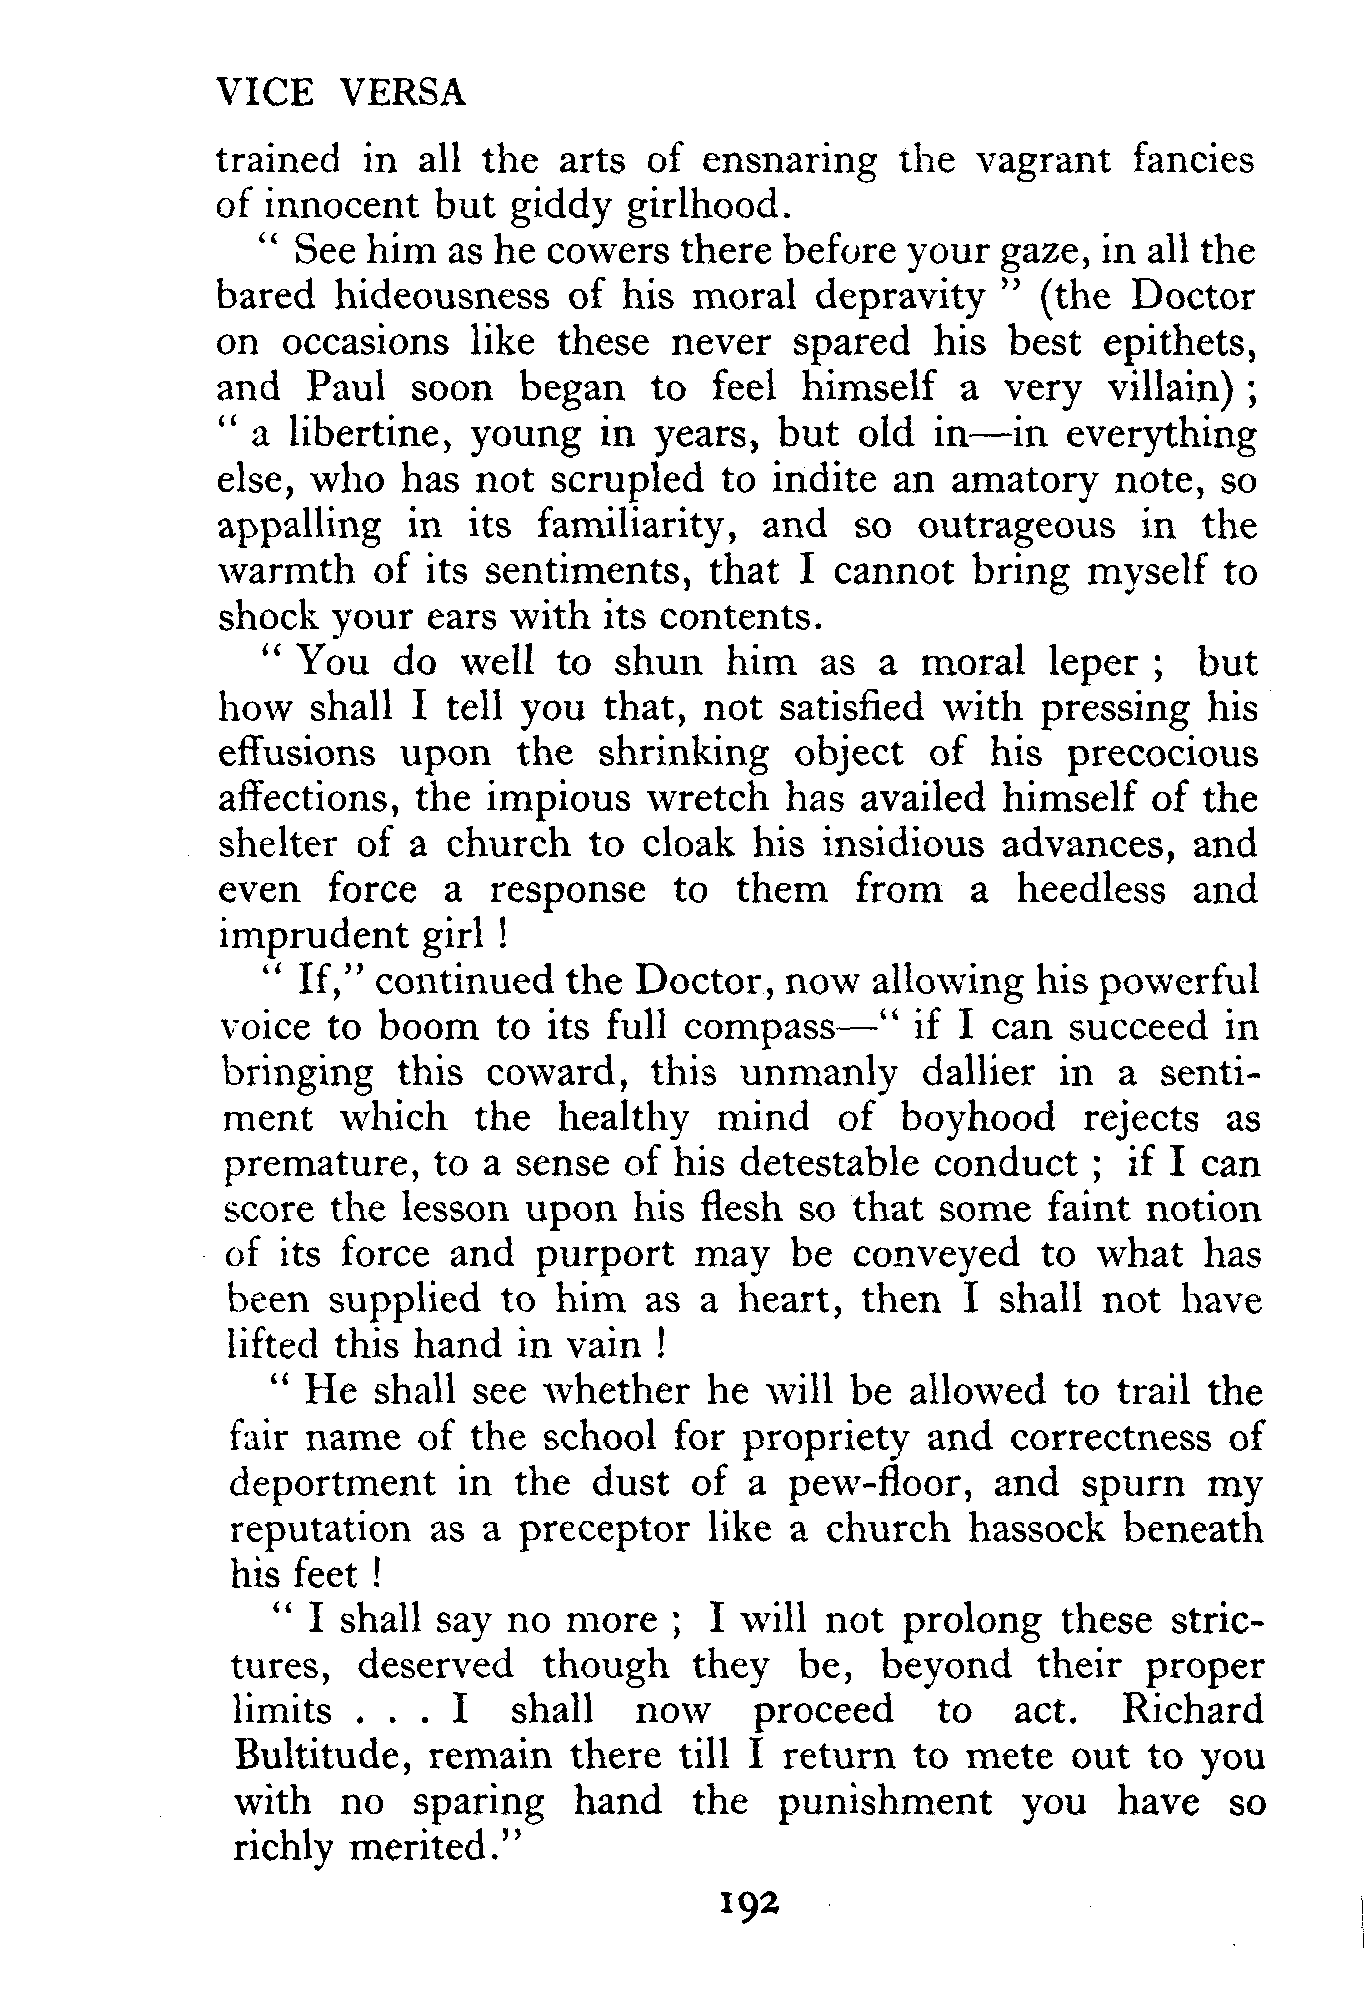 VICE VERSA
trained in all the arts of ensnaring the vagrant fancies
of innocent but giddy girlhood.
“ See him as he cowers there before your gaze, in all the
bared hideousness of his moral depravity ” (the Doctor
on occasions like these never spared his best epithets,
and Paul soon began to feel himself a very villain) ;
“ a libertine, young in years, but old in—in everything
else, who has not scrupled to indite an amatory note, so
appalling in its familiarity, and so outrageous in the
warmth of its sentiments, that I cannot bring myself to
shock your ears with its contents.
“ You do well to shun him as a moral leper ; but
how shall I tell you that, not satisfied with pressing his
effusions upon the shrinking object of his precocious
affections, the impious wretch has availed himself of the
shelter of a church to cloak his insidious advances, and
even force a response to them from a heedless and
imprudent girl !
“ If,” continued the Doctor, now allowing his powerful
voice to boom to its full compass—“ if I can succeed in
bringing this coward, this unmanly dallier in a senti-
ment which the healthy mind of boyhood rejects as
premature, to a sense of his detestable conduct ; if I can
score the lesson upon his flesh so that some faint notion
of its force and purport may be conveyed to what has
been supplied to him as a heart, then I shall not have
lifted this hand in vain !
“ He shall see whether he will be allowed to trail the
fair name of the school for propriety and correctness of
deportment in the dust of a pew-floor, and spurn my
reputation as a preceptor like a church hassock beneath
his feet !
“ I shall say no more ; I will not prolong these stric-
tures, deserved though they be, beyond their proper
limits . . . I shall now proceed to act. Richard
Bultitude, remain there till I return to mete out to you
with no sparing hand the punishment you have so
richly merited.”
192